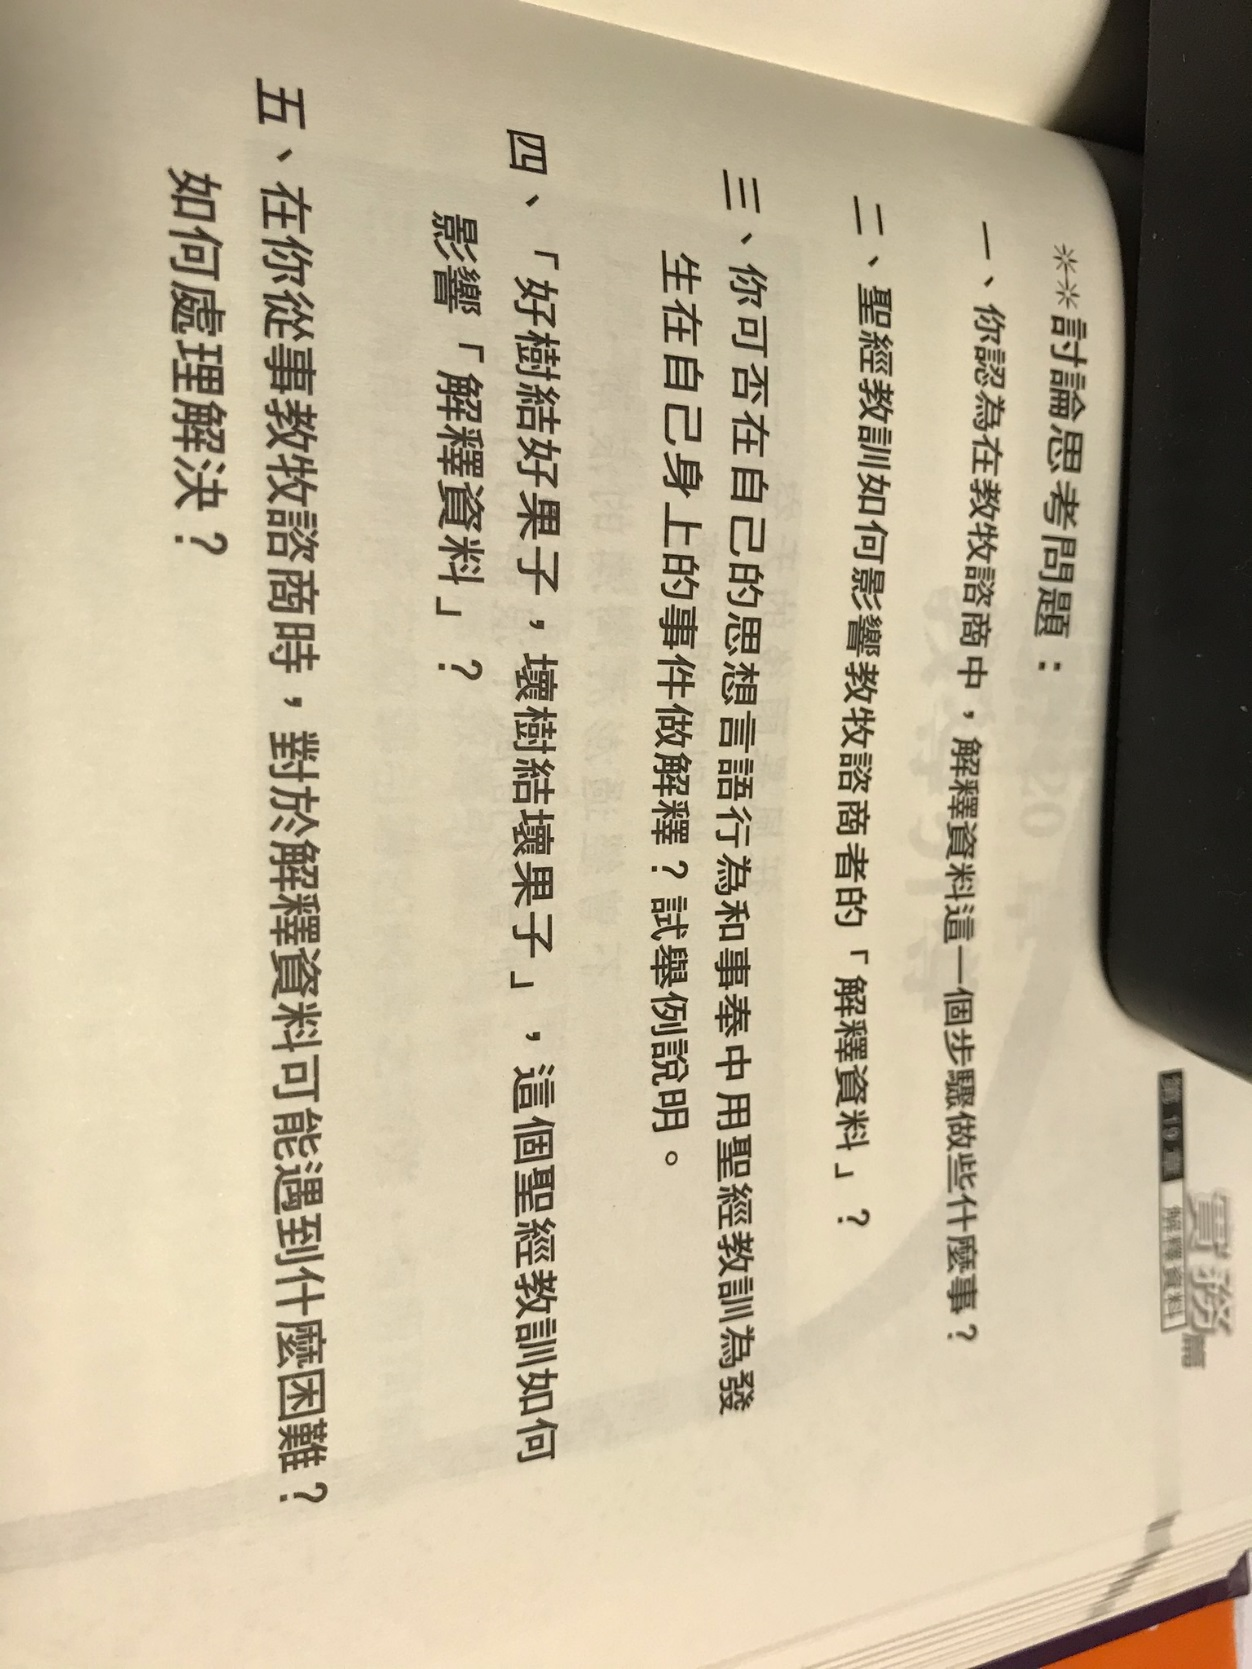 實務篇
第19章 解釋資料
**討論思考問題：
一、你認為在教牧諮商中，解釋資料這一個步驟做些什麼事？
二、聖經教訓如何影響教牧諮商者的「解釋資料」？
三、你可否在自己的思想言語行為和事奉中用聖經教訓為發
生在自己身上的事件做解釋？試舉例說明。
四、「好樹結好果子，壞樹結壞果子」，這個聖經教訓如何
影響「解釋資料」？
五、在你從事教牧諮商時，對於解釋資料可能遇到什麼困難？
如何處理解決？